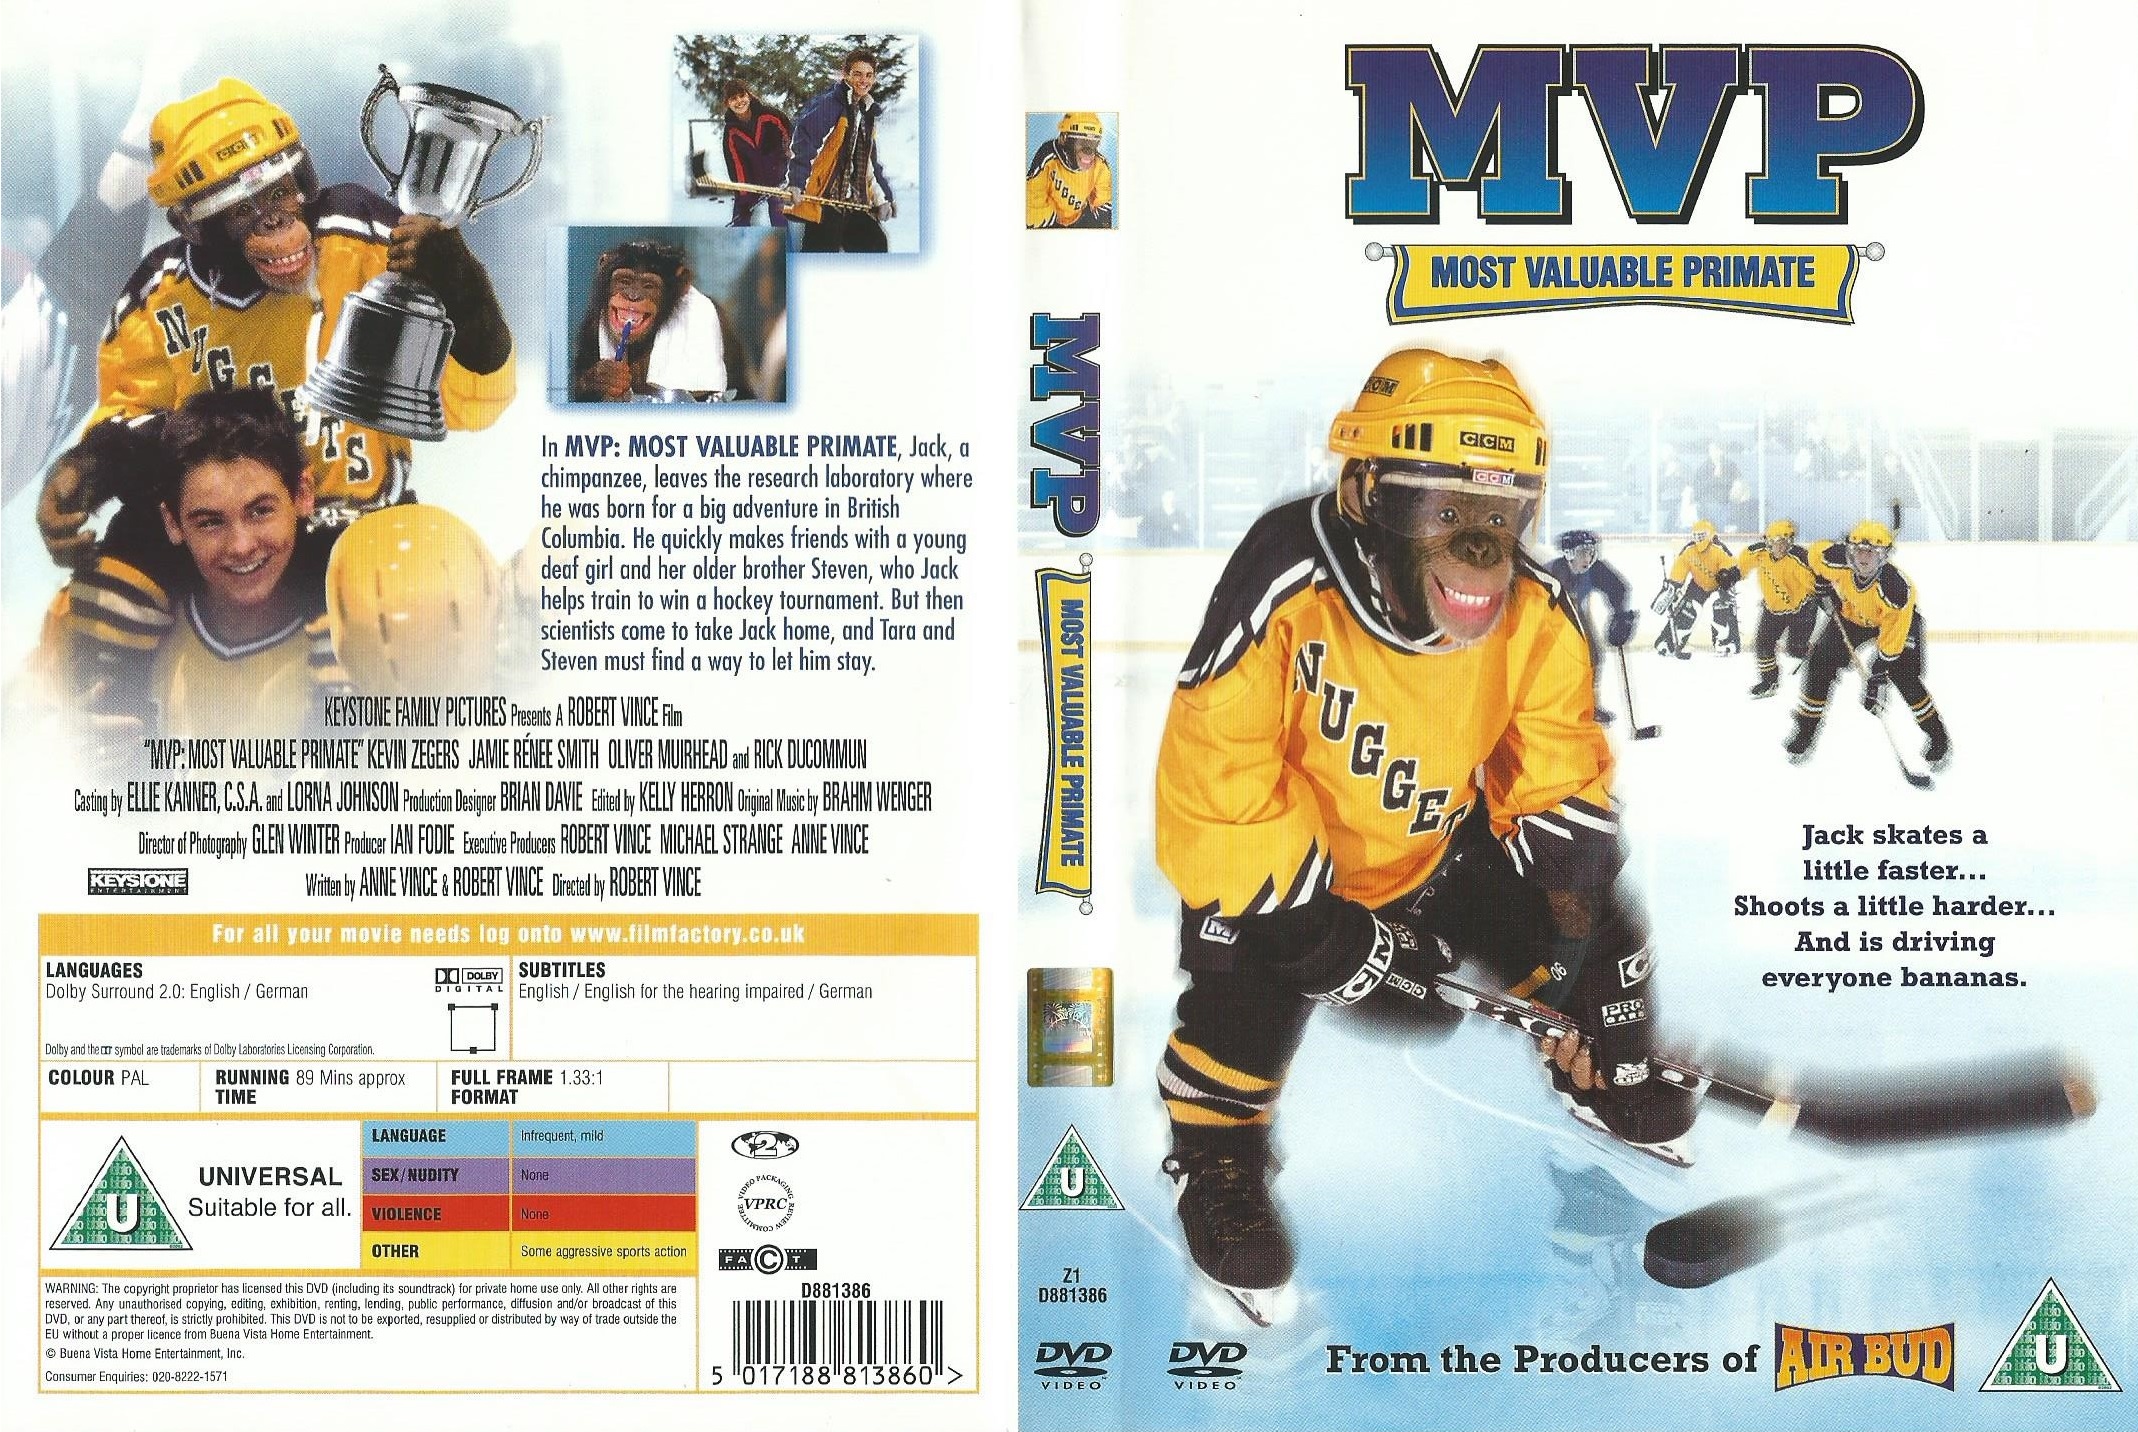 NUGGETS
In MVP: MOST VALUABLE PRIMATE, Jack, a
chimpanzee, leaves the research laboratory where
he was born for a big adventure in British
Columbia. He quickly makes friends with a young
deaf girl and her older brother Steven, who Jack
helps train to win a hockey tournament. But then
scientists come to take Jack home, and Tara and
Steven must find a way to let him stay.
KEYSTONE FAMILY PICTURES Presents A ROBERT VINCE Film
"MVP: MOST VALUABLE PRIMATE" KEVIN ZEGERS JAMIE RÉNEE SMITH OLIVER MUIRHEAD and RICK DUCOMMUN
Casting by ELLIE KANNER, C.S.A. and LORNA JOHNSON Production Designer BRIAN DAVIE Edited by KELLY HERRON Original Music by BRAHM WENGER
Director of Photography GLEN WINTER Producer IAN FODIE Executive Producers ROBERT VINCE MICHAEL STRANGE ANNE VINCE
Written by ANNE VINCE & ROBERT VINCE Directed by ROBERT VINCE
KEYSTONE
ENTERTAINMENT
For all your movie needs log onto www.filmfactory.co.uk
LANGUAGES
Dolby Surround 2.0: English / German
DOLBY
DIGITAL
Dolby and the symbol are trademarks of Dolby Laboratories Licensing Corporation.
SUBTITLES
English / English for the hearing impaired / German
COLOUR PAL
RUNNING 89 Mins approx
TIME
FULL FRAME 1.33:1
FORMAT
U
UNIVERSAL
Suitable for all.
LANGUAGE Infrequent, mild
SEX/NUDITY None
VIOLENCE None
OTHER Some aggressive sports action
2
VIDEO PACKAGING REVIEW COMMITTEE
VPRC
FACT
WARNING: The copyright proprietor has licensed this DVD (including its soundtrack) for private home use only. All other rights are
reserved. Any unauthorised copying, editing, exhibition, renting, lending, public performance, diffusion and/or broadcast of this
DVD, or any part thereof, is strictly prohibited. This DVD is not to be exported, resupplied or distributed by way of trade outside the
EU without a proper licence from Buena Vista Home Entertainment.
© Buena Vista Home Entertainment, Inc.
Consumer Enquiries: 020-8222-1571
D881386
5 017188 813860 >
NUGGE
MVP
MOST VALUABLE PRIMATE
U
Z1
D881386
DVD
VIDEO
MVP
MOST VALUABLE PRIMATE
CCM
CCM
CCM
NUGGET
CCM
CCM
PRO
GARD
Jack skates a
little faster...
Shoots a little harder...
And is driving
everyone bananas.
DVD
VIDEO
From the Producers of AIR BUD
U